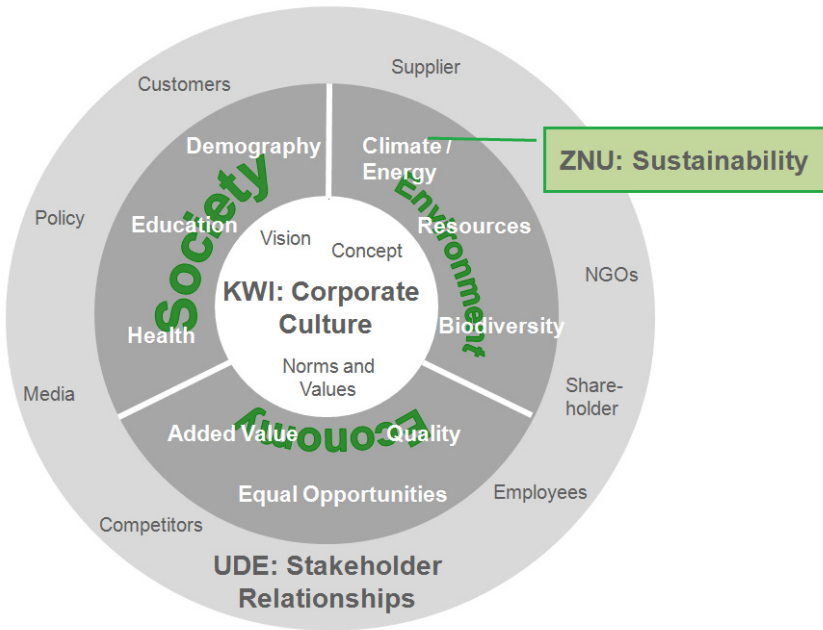 Supplier
Customers
Demography
Climate /
Energy
ZNU: Sustainability
Society
Environment
Policy
Education
Resources
Vision
Concept
NGOs
KWI: Corporate
Culture
Health
Biodiversity
Norms and
Values
Media
Share-
holder
Added Value
Economy
Quality
Equal Opportunities
Employees
Competitors
UDE: Stakeholder
Relationships